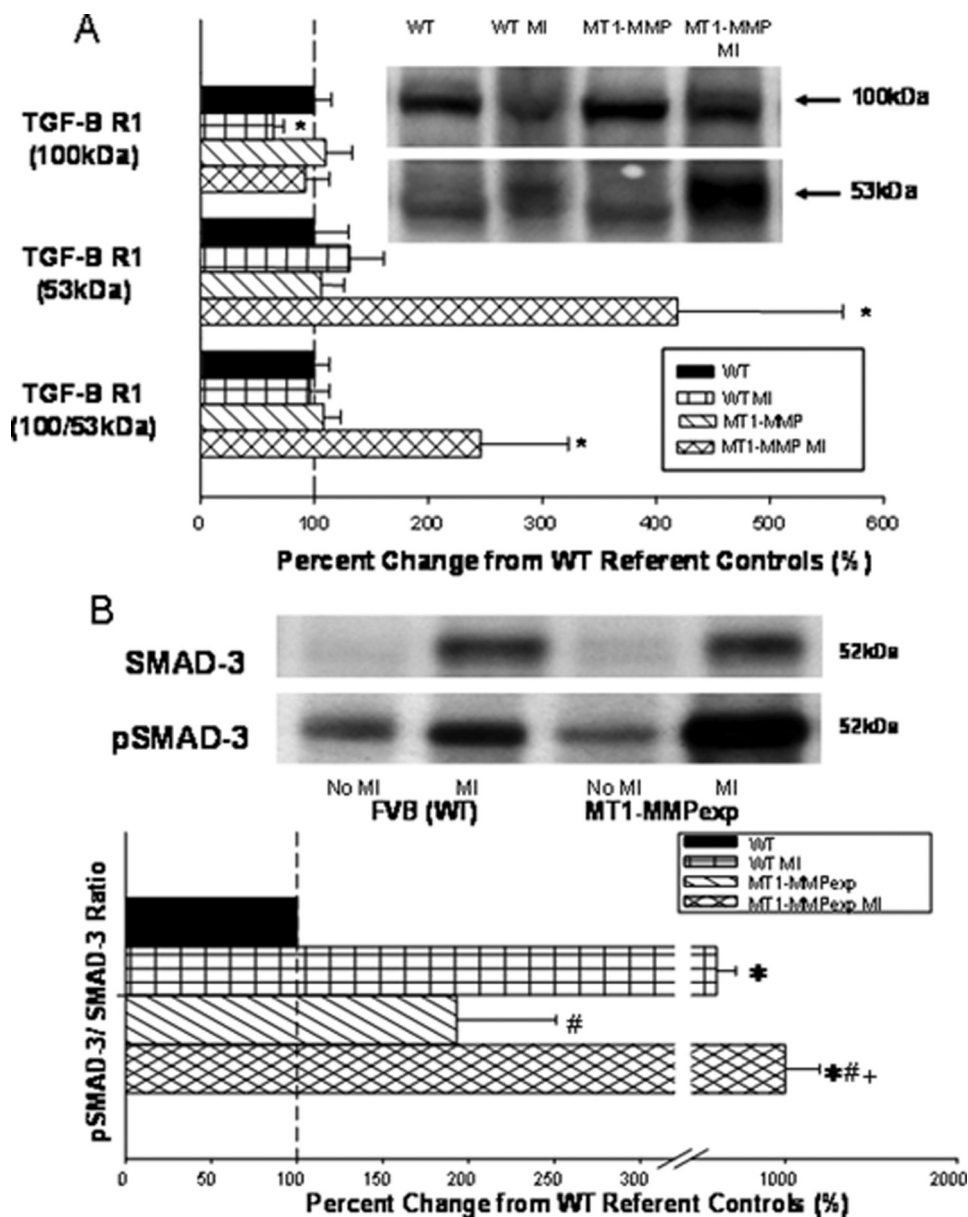 A
WT WT MI MT1-MMP MT1-MMP MI
TGF-B R1
(100kDa)
*
100kDa
53kDa
TGF-B R1
(53kDa)
*
TGF-B R1
(100/53kDa)
*
WT
WT MI
MT1-MMP
MT1-MMP MI
0 100 200 300 400 500 600
Percent Change from WT Referent Controls (%)
B
SMAD-3 52kDa
pSMAD-3 52kDa
No MI MI No MI MI
FVB (WT) MT1-MMPexp
WT
WT MI
MT1-MMPexp
MT1-MMPexp MI
pSMAD-3/ SMAD-3 Ratio
*
#
*#+
0 50 100 150 200 250 300 1000 2000
Percent Change from WT Referent Controls (%)